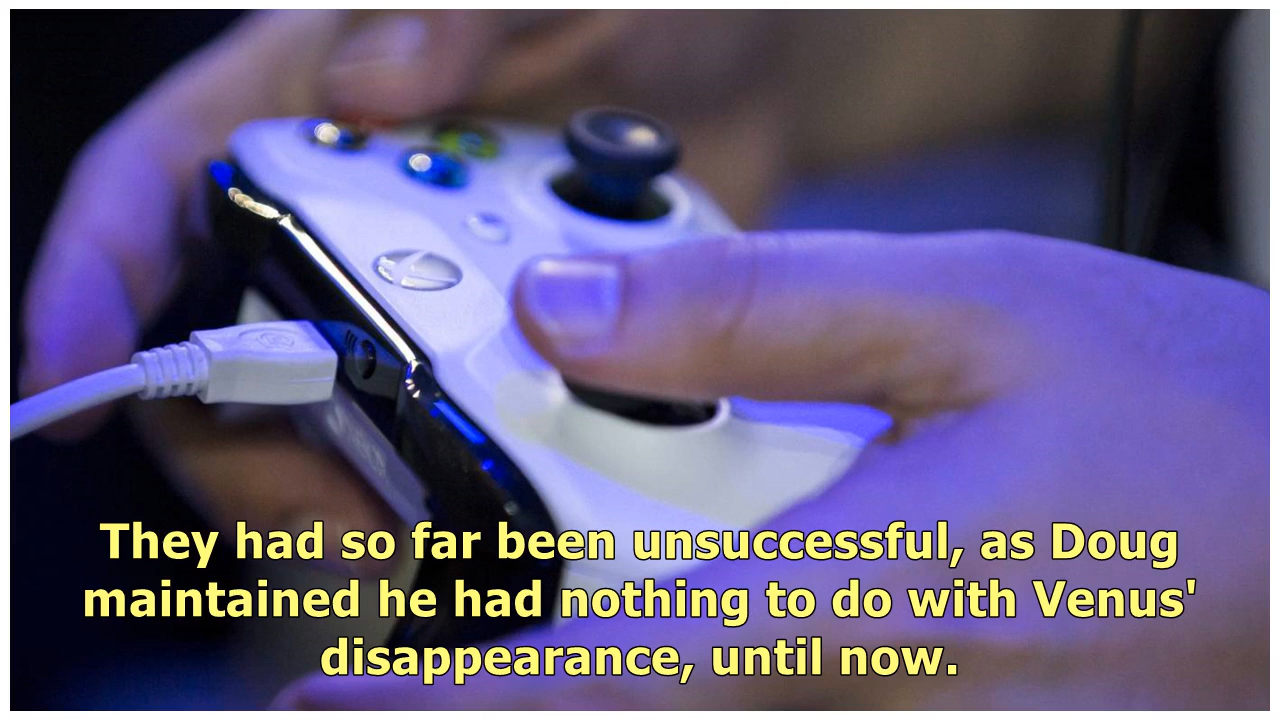 They had so far been unsuccessful, as Doug
maintained he had nothing to do with Venus'
disappearance, until now.